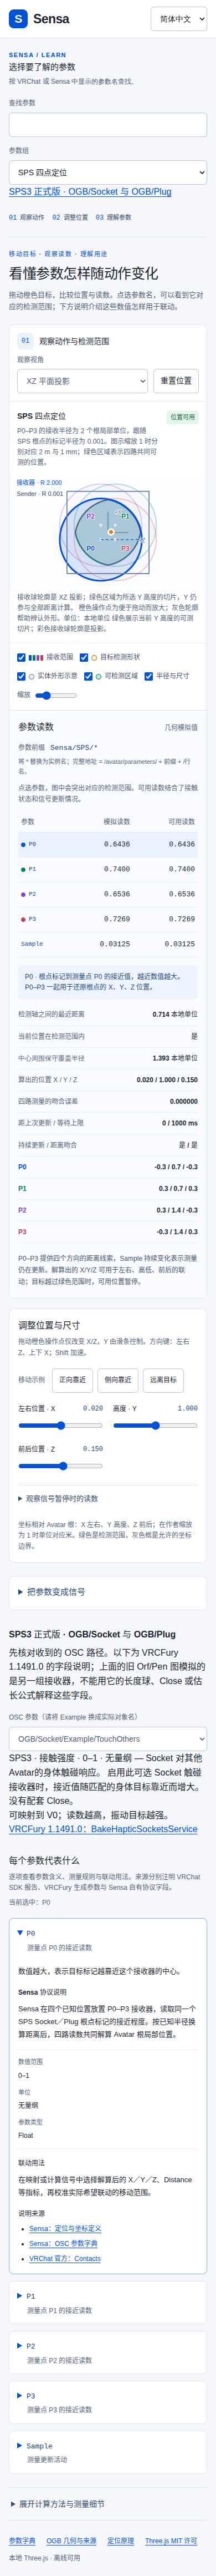 S Sensa 简体中文
SENSA / LEARN
选择要了解的参数
按 VRChat 或 Sensa 中显示的参数名查找。
查找参数
参数组
SPS 四点定位
SPS3 正式版 · OGB/Socket 与 OGB/Plug
01 观察动作 02 调整位置 03 理解参数
移动目标 · 观察读数 · 理解用途
看懂参数怎样随动作变化
拖动橙色目标，比较位置与读数。点选参数名，可以看到它对应的检测范围；下方说明介绍这些数值怎样用于联动。
01 观察动作与检测范围
观察视角
XZ 平面投影 重置位置
SPS 四点定位 位置可用
P0–P3 的接收半径为 2 个模局部单位，跟随 SPS 根点的标记半径为 0.001。图示缩放 1 时分别应 2 m 与 1 mm；绿色区域表示四路共同可测的位置。
接收器 · R 2.000
Sender · R 0.001
P2 P1
P0 P3
接收球轮廓是 XZ 投影；绿色区域为所选 Y 高度的切片，Y 仍参与全部距离计算。 橙色操作点为便于拖动而放大；灰色轮廓帮助辨认外形。单位：本地单位 绿色展示当前 Y 高度的可测切片；彩色接收球轮廓是投影。
接收范围 目标检测形状
实体外形示意 可检测区域 半径与尺寸
缩放
参数读数 几何模拟值
参数前缀 Sensa/SPS/*
将 * 替换为实例名；完整地址 = /avatar/parameters/ + 前缀 + /行名。
点选参数，图中会突出对应的检测范围。可用读数结合了接触状态和信号更新情况。
参数 模拟读数 可用读数
P0 0.6436 0.6436
P1 0.7400 0.7400
P2 0.6536 0.6536
P3 0.7269 0.7269
Sample 0.03125 0.03125
P0 · 根点标记到测量点 P0 的接近值，越近数值越大。P0–P3 一起用于还原根点的 X、Y、Z 位置。
检测轴之间的最近距离 0.714 本地单位
当前位置在检测范围内 是
中心周围保守覆盖半径 1.393 本地单位
算出的位置 X / Y / Z 0.020 / 1.000 / 0.150
四路测量的吻合误差 0.000000
距上次更新 / 等待上限 0 / 1000 ms
持续更新 / 距离吻合 是 / 是
P0 -0.3 / 0.7 / -0.3
P1 0.3 / 0.7 / 0.3
P2 0.3 / 1.4 / -0.3
P3 -0.3 / 1.4 / 0.3
P0–P3 提供四个方向的距离线索，Sample 持续变化表示测量仍在更新。解算出的 X/Y/Z 可用于左右、高低、前后的联动；目标越过绿色范围时，可用位置暂停。
调整位置与尺寸
拖动橙色操作点仅改变 X/Z，Y 由滑条控制。方向键：左右 Z、上下 X；Shift 加速。
移动示例 正向靠近 侧向靠近 远离目标
左右位置 · X 0.020 高度 · Y 1.000
前后位置 · Z 0.150
▶ 观察信号暂停时的读数
坐标相对 Avatar 根：X 左右、Y 高度、Z 前后；在作者缩放为 1 时对应米。绿色是检测范围，灰色框是允许的坐标边界。
▶ 把参数变成信号
SPS3 正式版 · OGB/Socket 与 OGB/Plug
先核对收到的 OSC 路径。以下为 VRCFury 1.1491.0 的字段说明；上面的旧 Orf/Pen 图模拟的是另一组接收器，不能用它的长度球、Close 或估长公式解释这些字段。
OSC 参数（请将 Example 换成实际对象名）
OGB/Socket/Example/TouchOthers
SPS3 · 接触强度 · 0–1 · 无量纲 — Socket 对其他 Avatar的身体触碰响应。 启用此可选 Socket 触碰接收器时，接近值随匹配的身体目标靠近而增大。没有配套 Close。
可映射到 V0；读数越高，振动目标越强。
VRCFury 1.1491.0：BakeHapticSocketsService
每个参数代表什么
逐项查看参数含义、测量规则与联动用法。来源分别注明 VRChat SDK 报告、VRCFury 生成参数与 Sensa 自有协议字段。
当前选中：P0
▼ P0
测量点 P0 的接近读数
数值越大，表示目标标记越靠近这个接收器的中心。
Sensa 协议说明
Sensa 在四个已知位置放置 P0–P3 接收器，读取同一个 SPS Socket／Plug 根点标记的接近程度。按已知半径换算距离后，四路读数共同解算 Avatar 根局部位置。
数值范围
0–1
单位
无量纲
参数类型
Float
联动用法
在映射或计算信号中选择解算后的 X／Y／Z、Distance 等指标，再校准实际希望联动的移动范围。
说明来源
• Sensa：定位与坐标定义
• Sensa：OSC 参数字典
• VRChat 官方：Contacts
▶ P1
测量点 P1 的接近读数
▶ P2
测量点 P2 的接近读数
▶ P3
测量点 P3 的接近读数
▶ Sample
测量更新活动
▶ 展开计算方法与测量细节
参数字典 OGB 几何与来源 定位原理 Three.js MIT 许可
本地 Three.js · 离线可用